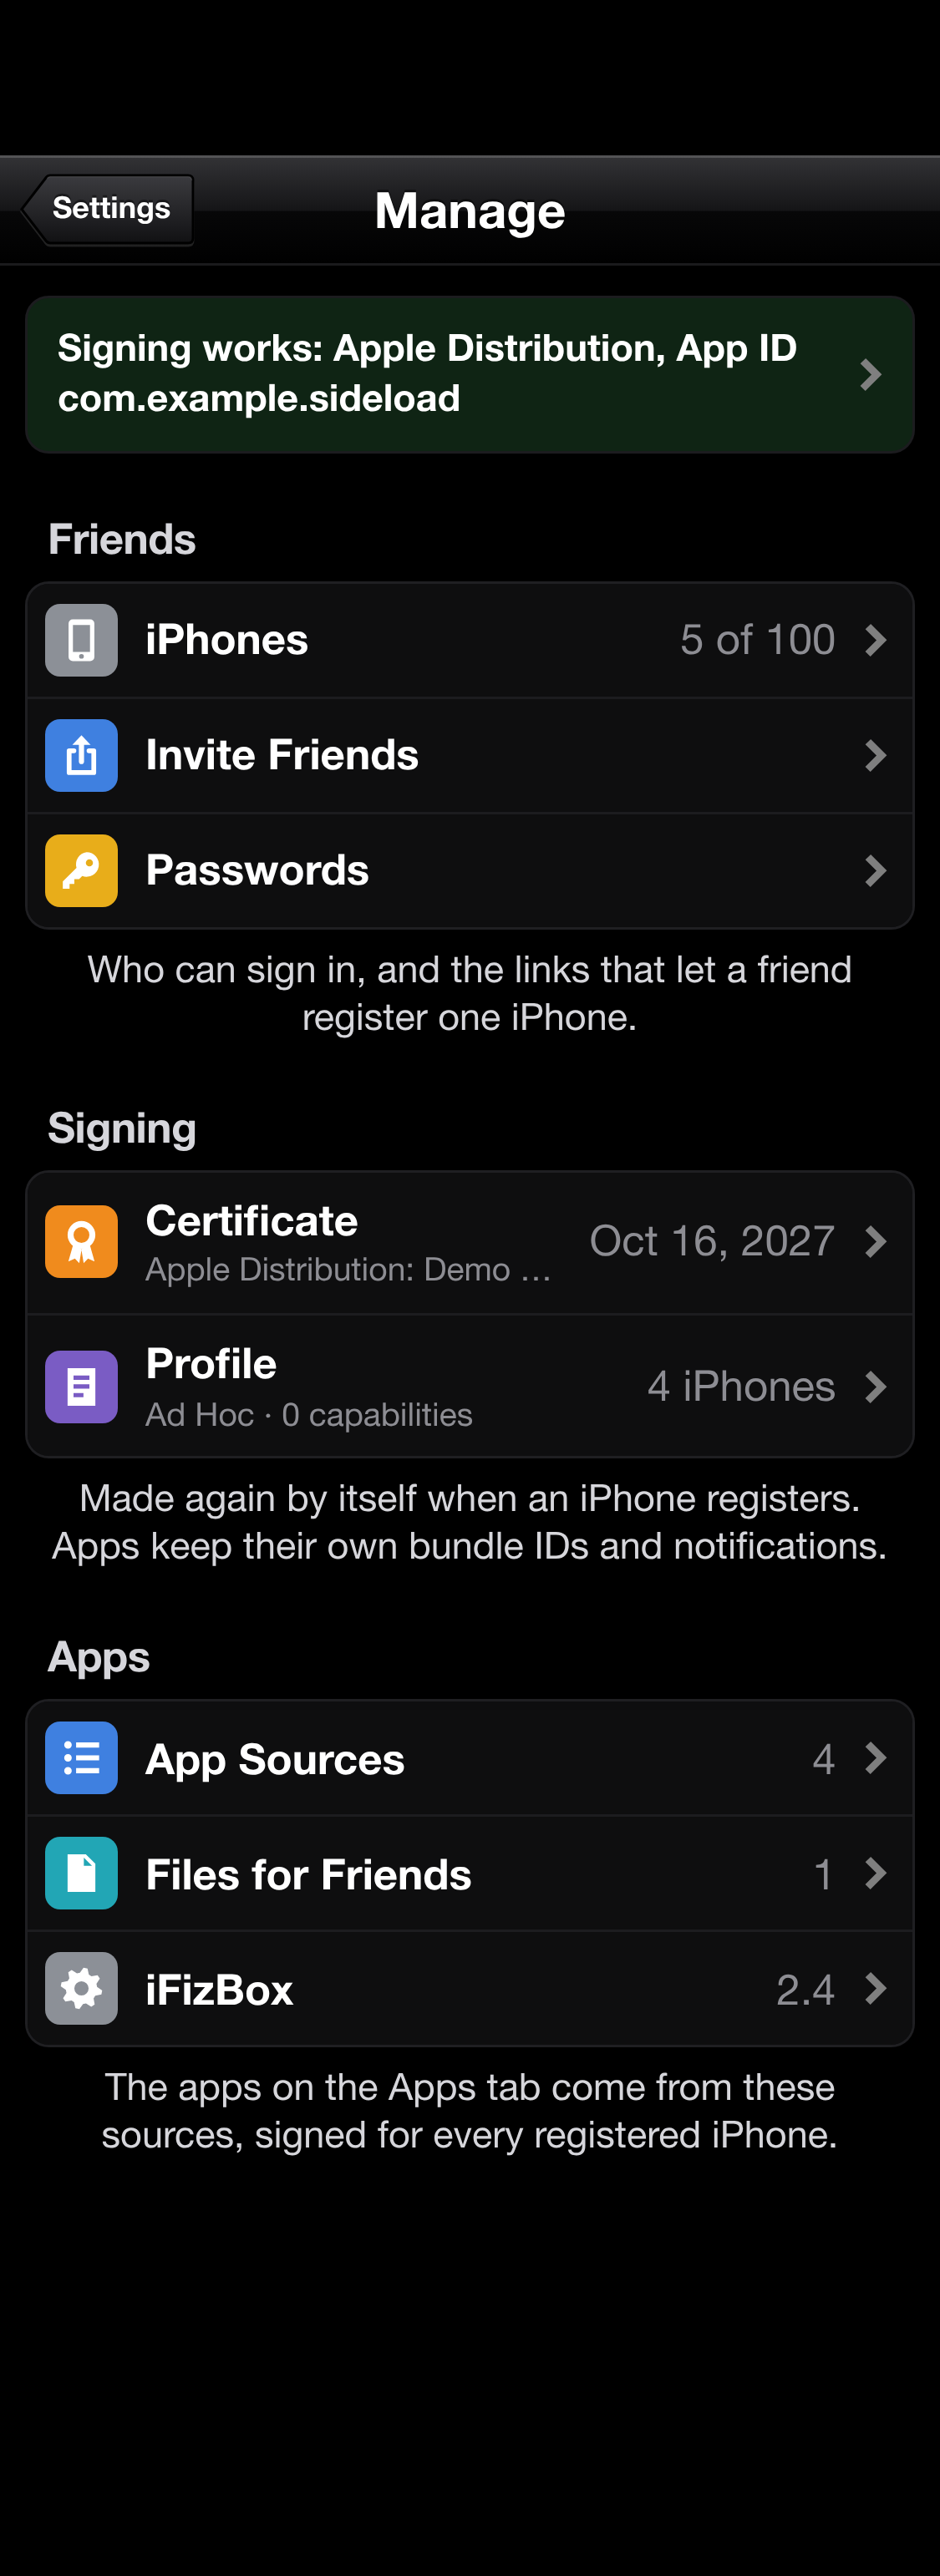 Settings
Manage
Signing works: Apple Distribution, App ID
com.example.sideload
Friends
iPhones 5 of 100
Invite Friends
Passwords
Who can sign in, and the links that let a friend
register one iPhone.
Signing
Certificate
Apple Distribution: Demo ...
Oct 16, 2027
Profile
Ad Hoc · 0 capabilities
4 iPhones
Made again by itself when an iPhone registers.
Apps keep their own bundle IDs and notifications.
Apps
App Sources 4
Files for Friends 1
iFizBox 2.4
The apps on the Apps tab come from these
sources, signed for every registered iPhone.